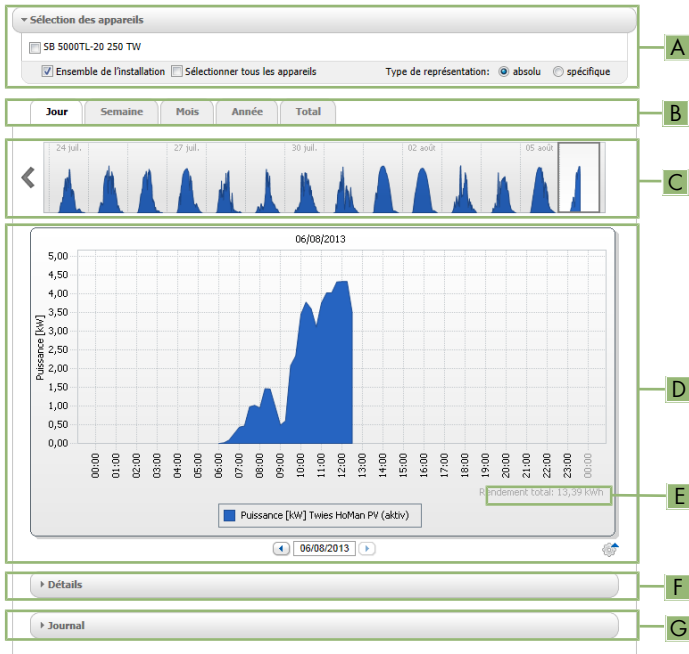 Sélection des appareils
SB 5000TL-20 250 TW
Ensemble de l'installation Sélectionner tous les appareils Type de représentation: absolu spécifique
A
Jour Semaine Mois Année Total
B
24 juil. 27 juil. 30 juil. 02 août 05 août
C
06/08/2013
Puissance [kW]
5,00
4,50
4,00
3,50
3,00
2,50
2,00
1,50
1,00
0,50
0,00
00:00 01:00 02:00 03:00 04:00 05:00 06:00 07:00 08:00 09:00 10:00 11:00 12:00 13:00 14:00 15:00 16:00 17:00 18:00 19:00 20:00 21:00 22:00 23:00 00:00
D
Rendement total: 13,39 kWh
E
Puissance [kW] Twies HoMan PV (aktiv)
06/08/2013
Détails
F
Journal
G